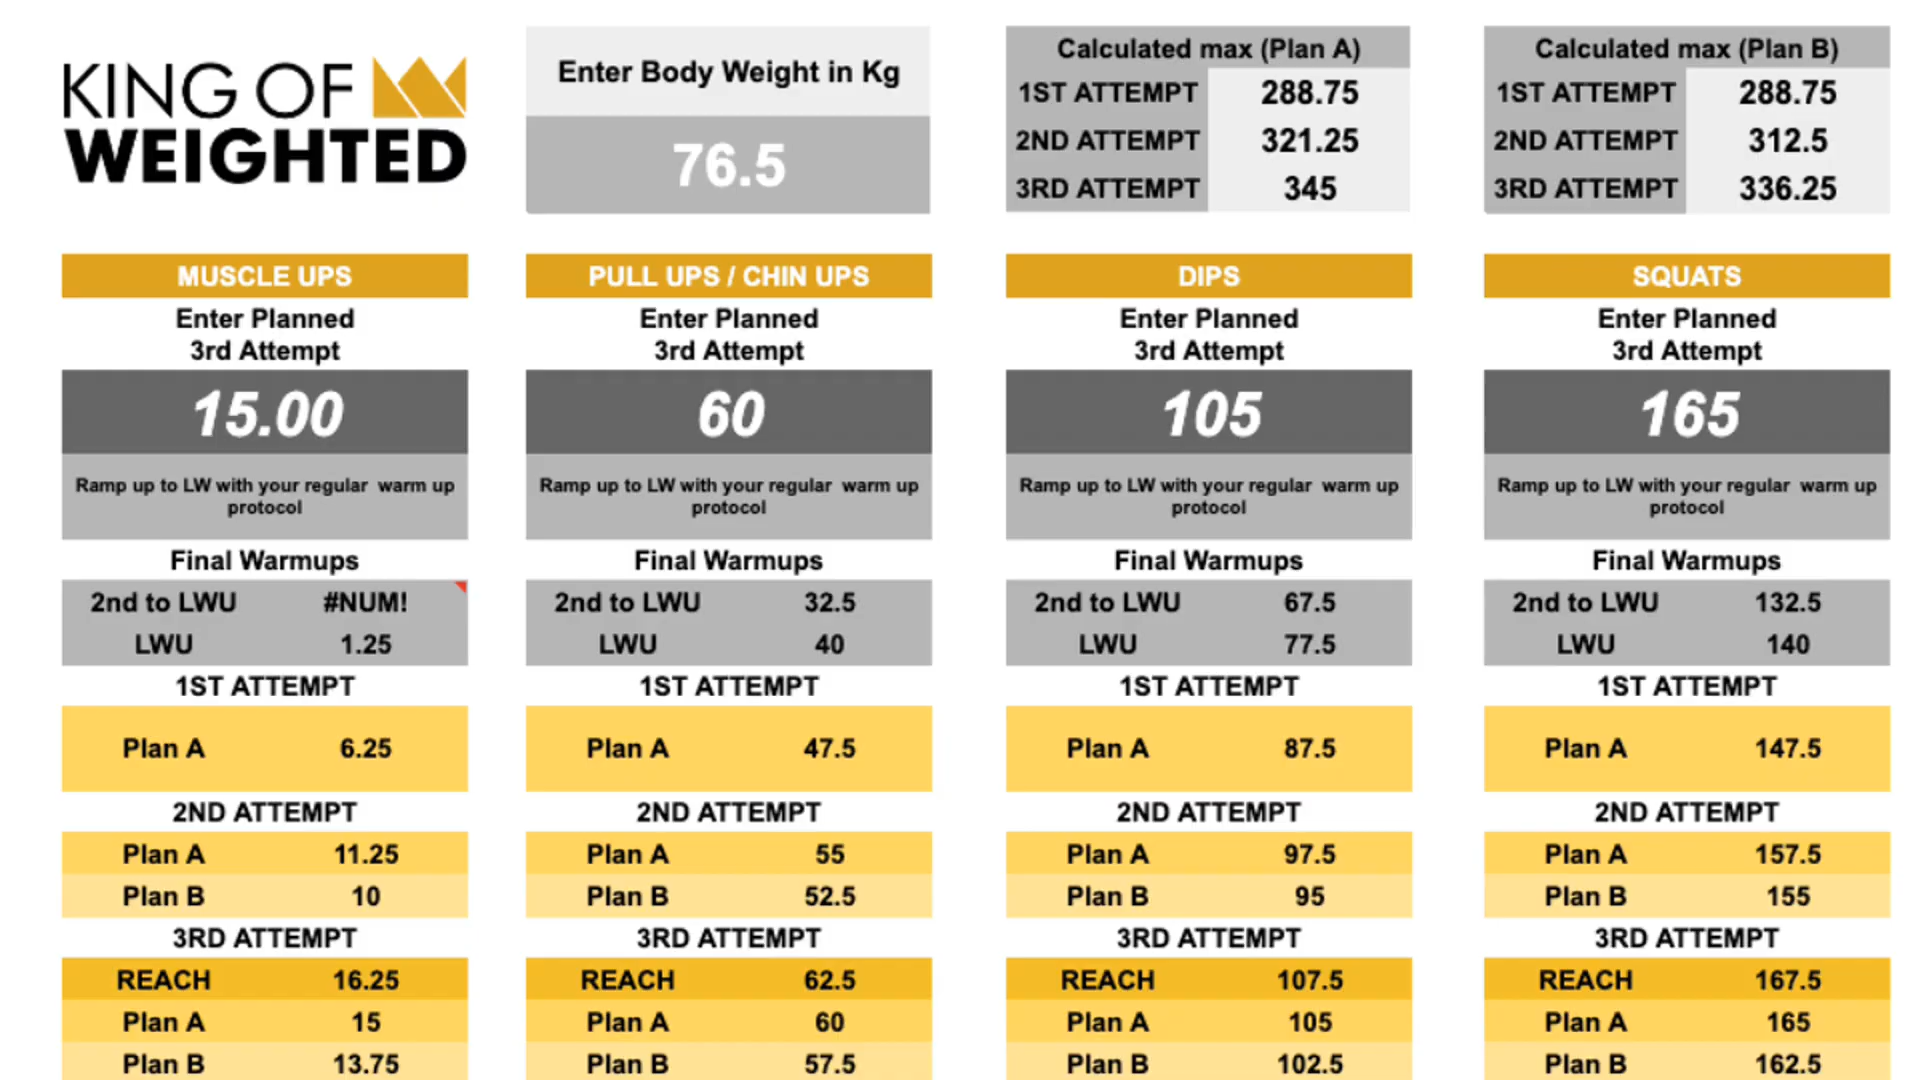 KING OF
WEIGHTED
Enter Body Weight in Kg
76.5
Calculated max (Plan A)
1ST ATTEMPT 288.75
2ND ATTEMPT 321.25
3RD ATTEMPT 345
Calculated max (Plan B)
1ST ATTEMPT 288.75
2ND ATTEMPT 312.5
3RD ATTEMPT 336.25
MUSCLE UPS
Enter Planned
3rd Attempt
15.00
Ramp up to LW with your regular warm up
protocol
Final Warmups
2nd to LWU #NUM!
LWU 1.25
1ST ATTEMPT
Plan A 6.25
2ND ATTEMPT
Plan A 11.25
Plan B 10
3RD ATTEMPT
REACH 16.25
Plan A 15
Plan B 13.75
PULL UPS / CHIN UPS
Enter Planned
3rd Attempt
60
Ramp up to LW with your regular warm up
protocol
Final Warmups
2nd to LWU 32.5
LWU 40
1ST ATTEMPT
Plan A 47.5
2ND ATTEMPT
Plan A 55
Plan B 52.5
3RD ATTEMPT
REACH 62.5
Plan A 60
Plan B 57.5
DIPS
Enter Planned
3rd Attempt
105
Ramp up to LW with your regular warm up
protocol
Final Warmups
2nd to LWU 67.5
LWU 77.5
1ST ATTEMPT
Plan A 87.5
2ND ATTEMPT
Plan A 97.5
Plan B 95
3RD ATTEMPT
REACH 107.5
Plan A 105
Plan B 102.5
SQUATS
Enter Planned
3rd Attempt
165
Ramp up to LW with your regular warm up
protocol
Final Warmups
2nd to LWU 132.5
LWU 140
1ST ATTEMPT
Plan A 147.5
2ND ATTEMPT
Plan A 157.5
Plan B 155
3RD ATTEMPT
REACH 167.5
Plan A 165
Plan B 162.5